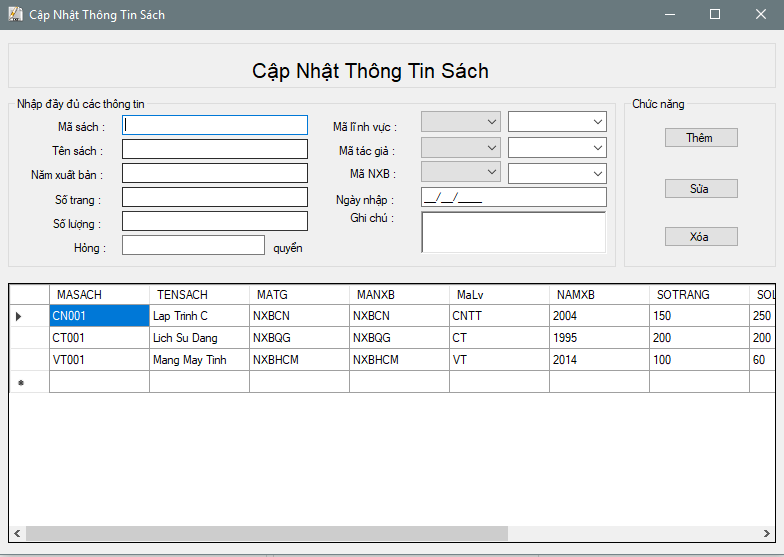 Cập Nhật Thông Tin Sách
Cập Nhật Thông Tin Sách
Nhập đầy đủ các thông tin
Mã sách :
Tên sách :
Năm xuất bản :
Số trang :
Số lượng :
Hỏng : quyển
Mã lĩnh vực :
Mã tác giả :
Mã NXB :
Ngày nhập : __/__/____
Ghi chú :
Chức năng
Thêm
Sửa
Xóa
MASACH TENSACH MATG MANXB MaLv NAMXB SOTRANG SOL
CN001 Lap Trinh C NXBCN NXBCN CNTT 2004 150 250
CT001 Lich Su Dang NXBQG NXBQG CT 1995 200 200
VT001 Mang May Tinh NXBHCM NXBHCM VT 2014 100 60